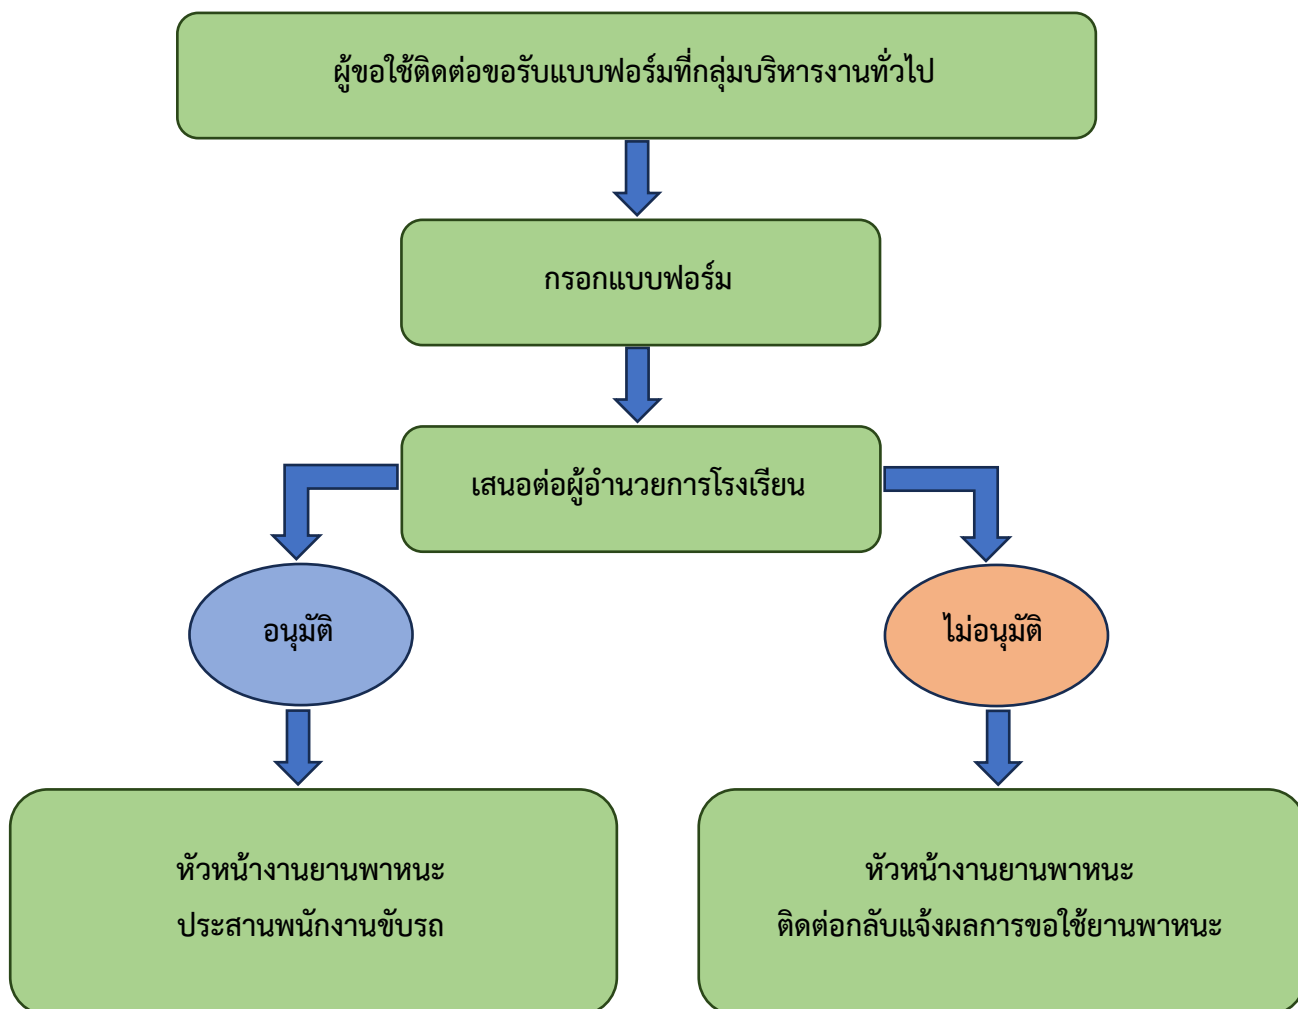 ผู้ขอใช้ติดต่อขอรับแบบฟอร์มที่กลุ่มบริหารงานทั่วไป
กรอกแบบฟอร์ม
เสนอต่อผู้อำนวยการโรงเรียน
อนุมัติ
ไม่อนุมัติ
หัวหน้างานยานพาหนะ
ประสานพนักงานขับรถ
หัวหน้างานยานพาหนะ
ติดต่อกลับแจ้งผลการขอใช้ยานพาหนะ